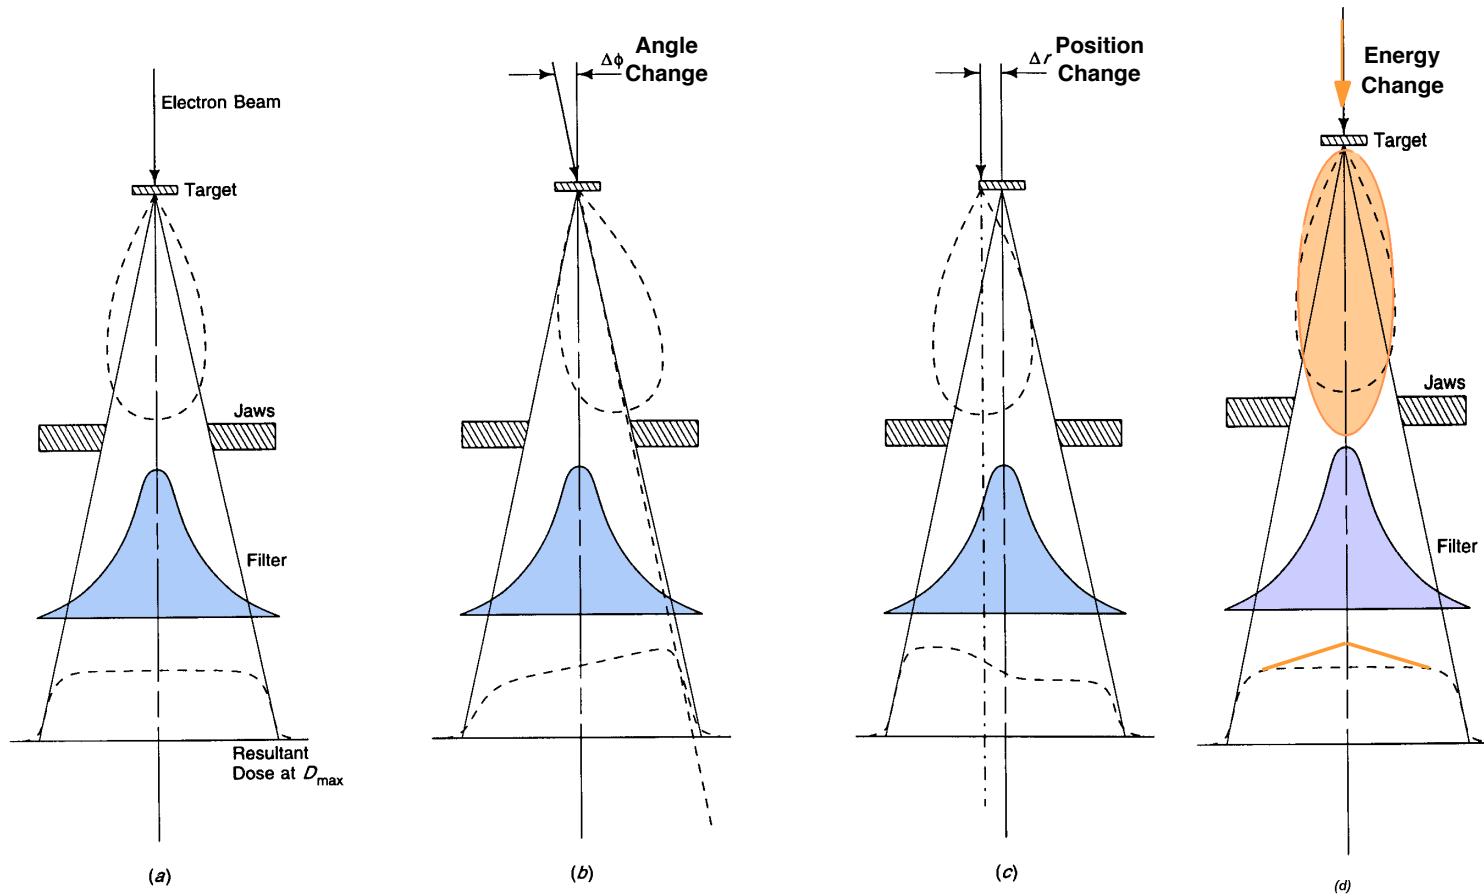 Electron Beam
Target
Jaws
Filter
Resultant
Dose at Dmax
(a)
Δϕ
Angle
Change
(b)
Δr
Position
Change
(c)
Energy
Change
Target
Jaws
Filter
(d)